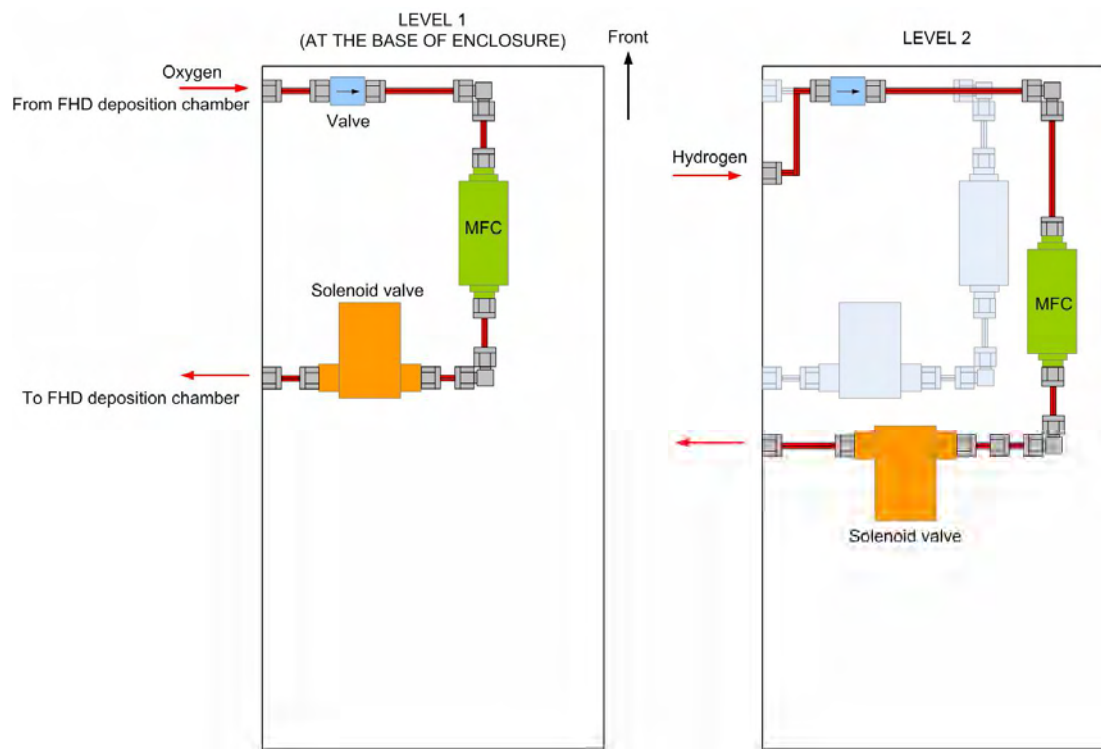 LEVEL 1
(AT THE BASE OF ENCLOSURE)
Front
LEVEL 2
Oxygen
From FHD deposition chamber
Valve
Hydrogen
MFC
Solenoid valve
MFC
To FHD deposition chamber
Solenoid valve